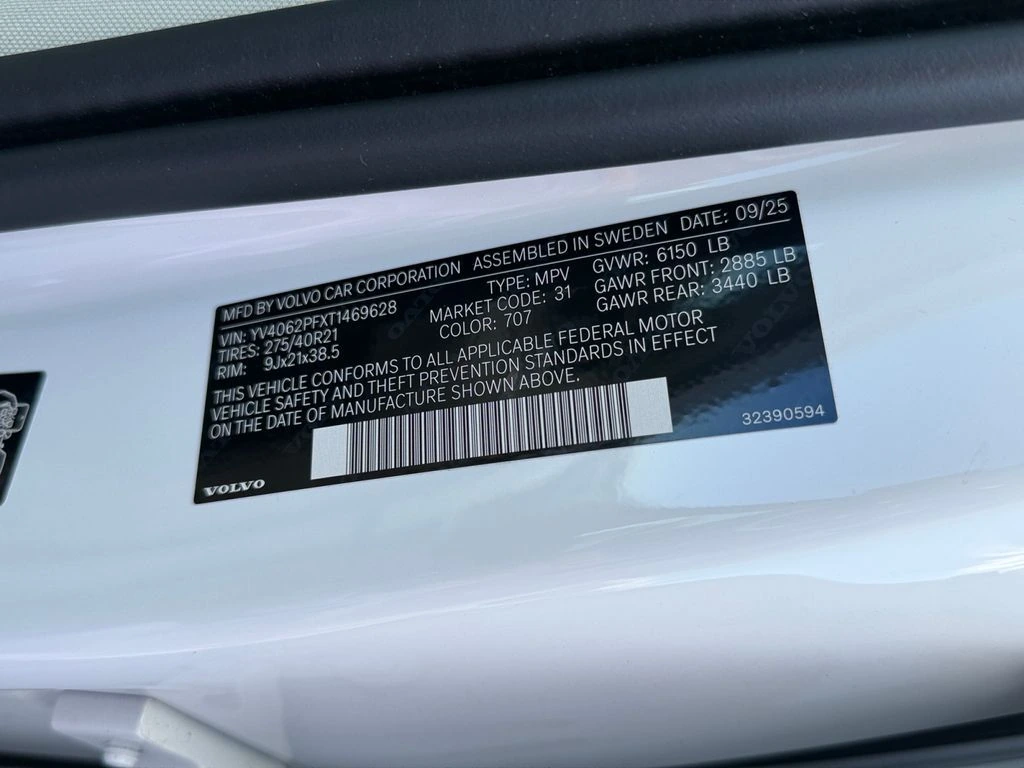 MFD BY VOLVO CAR CORPORATION ASSEMBLED IN SWEDEN DATE: 09/25
VIN: YV4062PFXT1469628 TYPE: MPV GVWR: 6150 LB
TIRES: 275/40R21 MARKET CODE: 31 GAWR FRONT: 2885 LB
RIM: 9Jx21x38.5 COLOR: 707 GAWR REAR: 3440 LB
THIS VEHICLE CONFORMS TO ALL APPLICABLE FEDERAL MOTOR
VEHICLE SAFETY AND THEFT PREVENTION STANDARDS IN EFFECT
ON THE DATE OF MANUFACTURE SHOWN ABOVE.
32390594
VOLVO